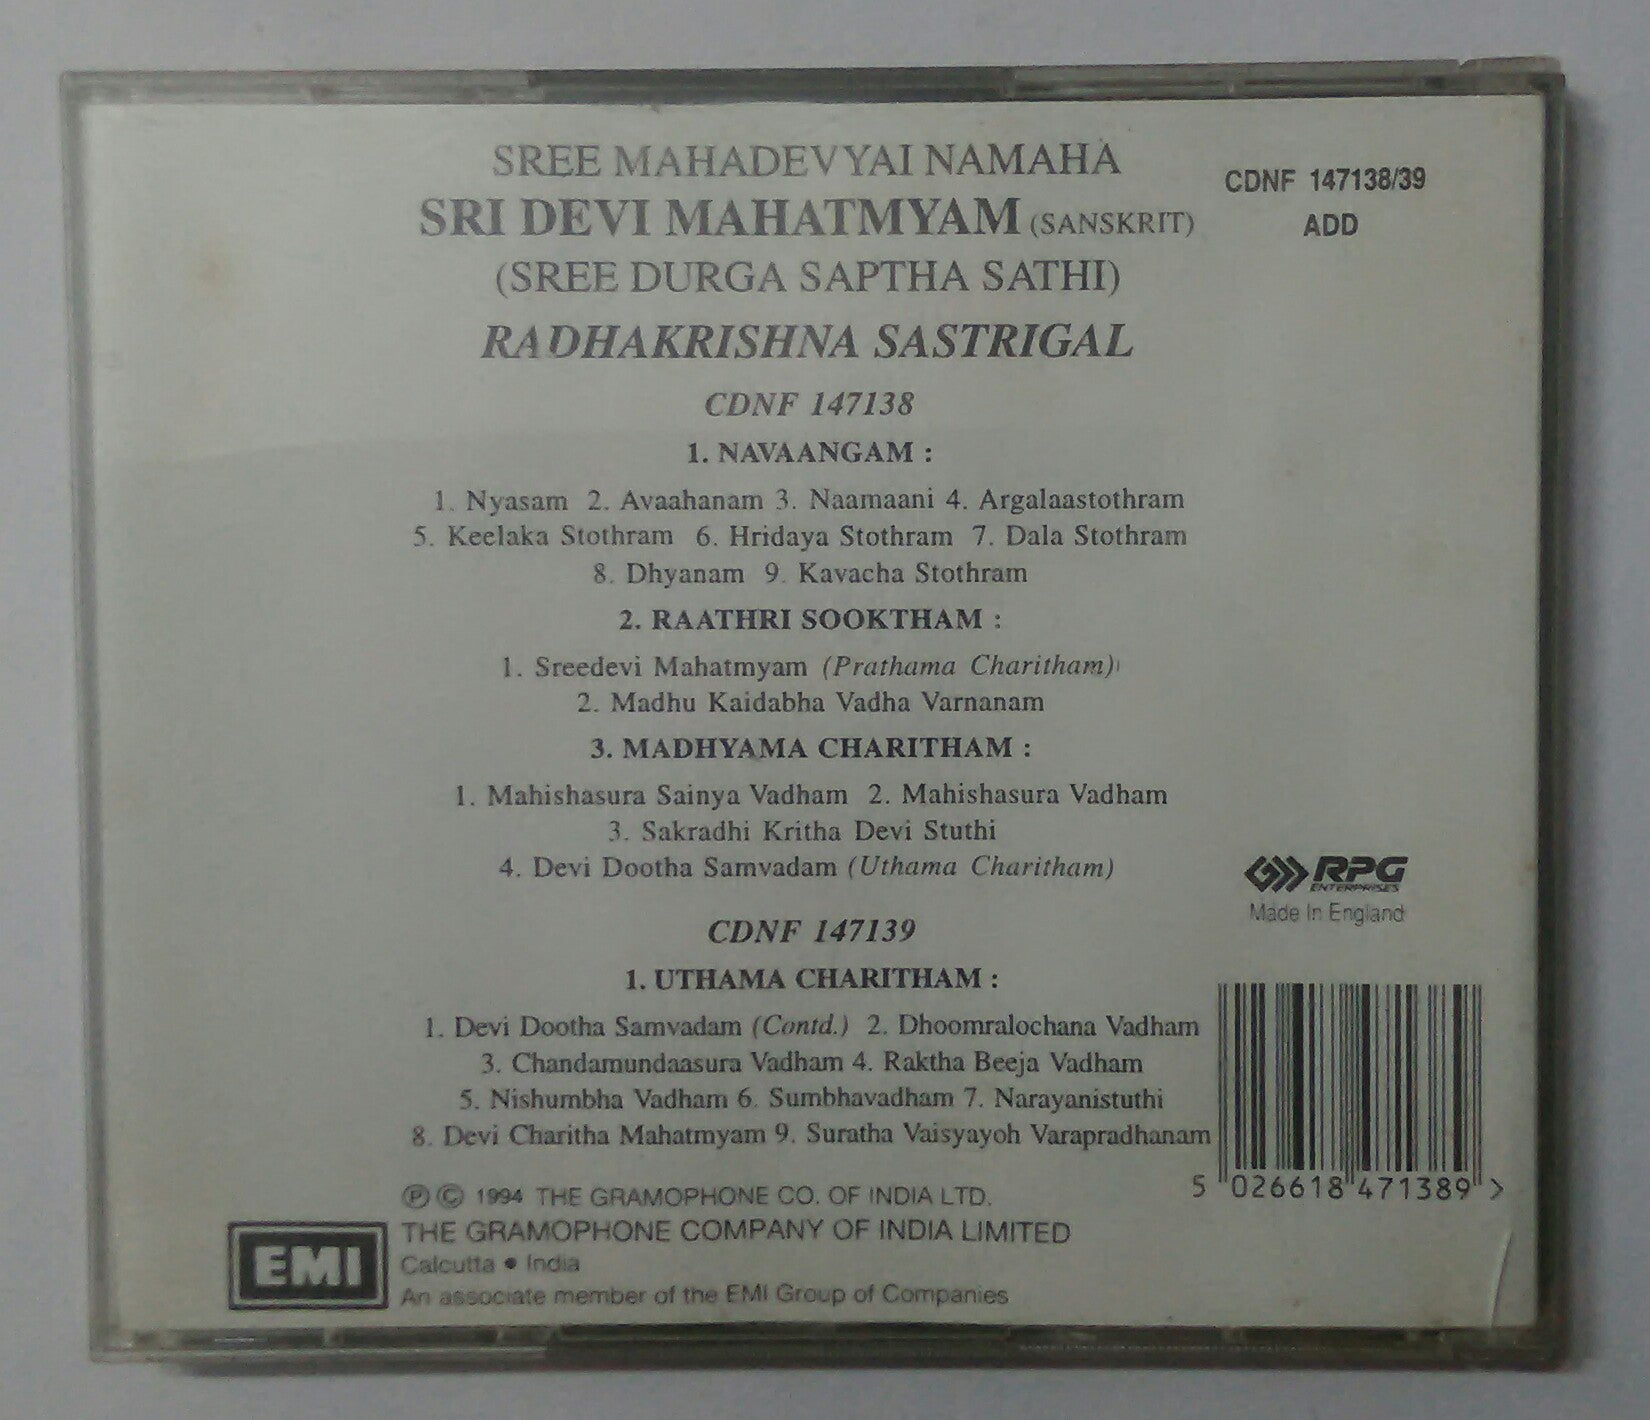 SREE MAHADEVYAI NAMAHA
SRI DEVI MAHATMYAM (SANSKRIT)
(SREE DURGA SAPTHA SATHI)
RADHAKRISHNA SASTRIGAL
CDNF 147138/39
ADD
CDNF 147138
1. NAVAANGAM :
1. Nyasam 2. Avaahanam 3. Naamaani 4. Argalaastothram
5. Keelaka Stothram 6. Hridaya Stothram 7. Dala Stothram
8. Dhyanam 9. Kavacha Stothram
2. RAATHRI SOOKTHAM :
1. Sreedevi Mahatmyam (Prathama Charitham)
2. Madhu Kaidabha Vadha Varnanam
3. MADHYAMA CHARITHAM :
1. Mahishasura Sainya Vadham 2. Mahishasura Vadham
3. Sakradhi Kritha Devi Stuthi
4. Devi Dootha Samvadam (Uthama Charitham)
RPG
ENTERPRISES
Made In England
CDNF 147139
1. UTHAMA CHARITHAM :
1. Devi Dootha Samvadam (Contd.) 2. Dhoomralochana Vadham
3. Chandamundaasura Vadham 4. Raktha Beeja Vadham
5. Nishumbha Vadham 6. Sumbhavadham 7. Narayanistuthi
8. Devi Charitha Mahatmyam 9. Suratha Vaisyayoh Varapradhanam
5 026618 471389 >
℗ © 1994 THE GRAMOPHONE CO. OF INDIA LTD.
EMI
THE GRAMOPHONE COMPANY OF INDIA LIMITED
Calcutta • India
An associate member of the EMI Group of Companies